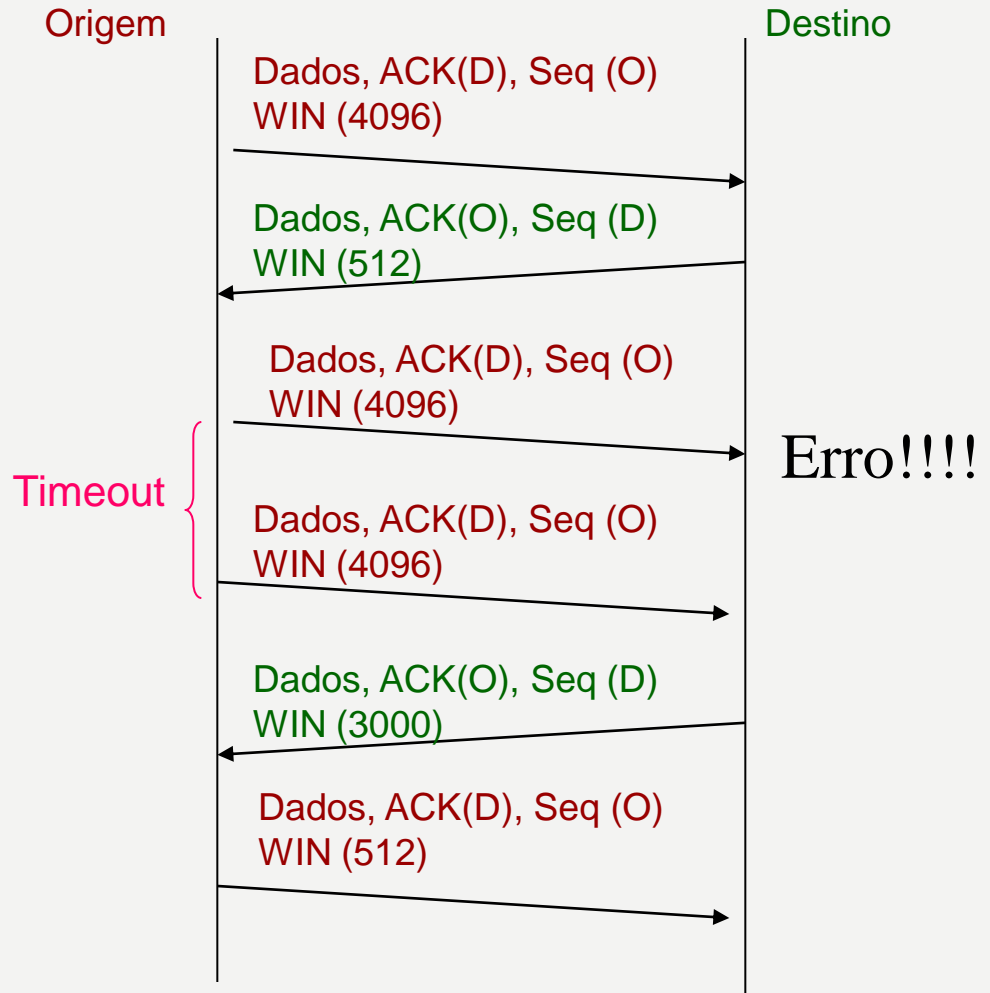 Origem
Destino
Dados, ACK(D), Seq (O)
WIN (4096)
Dados, ACK(O), Seq (D)
WIN (512)
Dados, ACK(D), Seq (O)
WIN (4096)
Erro!!!!
Timeout
Dados, ACK(D), Seq (O)
WIN (4096)
Dados, ACK(O), Seq (D)
WIN (3000)
Dados, ACK(D), Seq (O)
WIN (512)